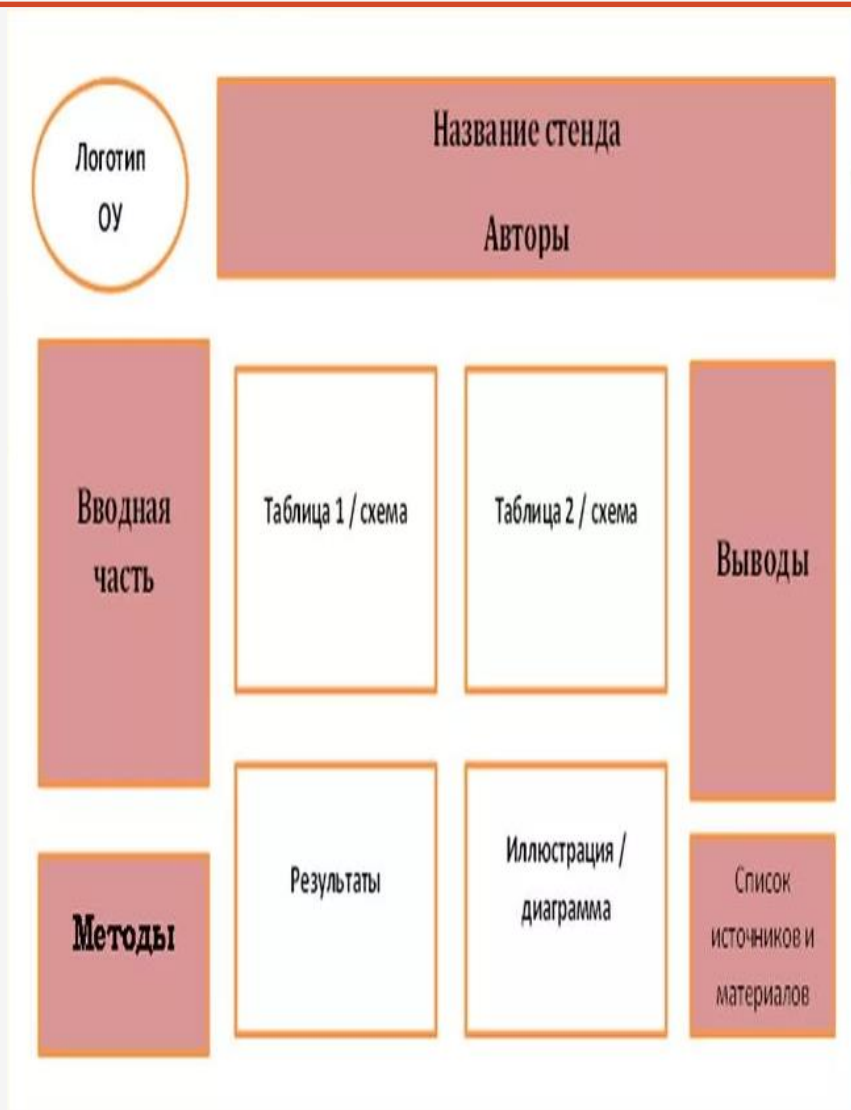 Логотип
ОУ
Название стенда
Авторы
Вводная
часть
Таблица 1 / схема
Таблица 2 / схема
Выводы
Методы
Результаты
Иллюстрация /
диаграмма
Список
источников и
материалов